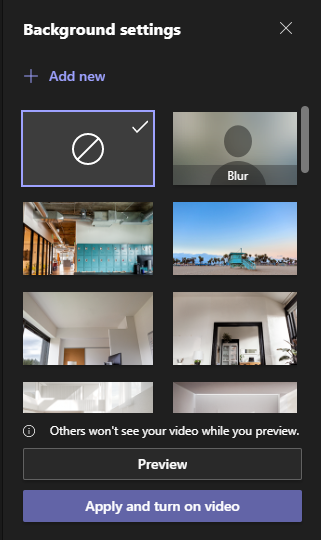 Background settings
Add new
Blur
Others won't see your video while you preview.
Preview
Apply and turn on video